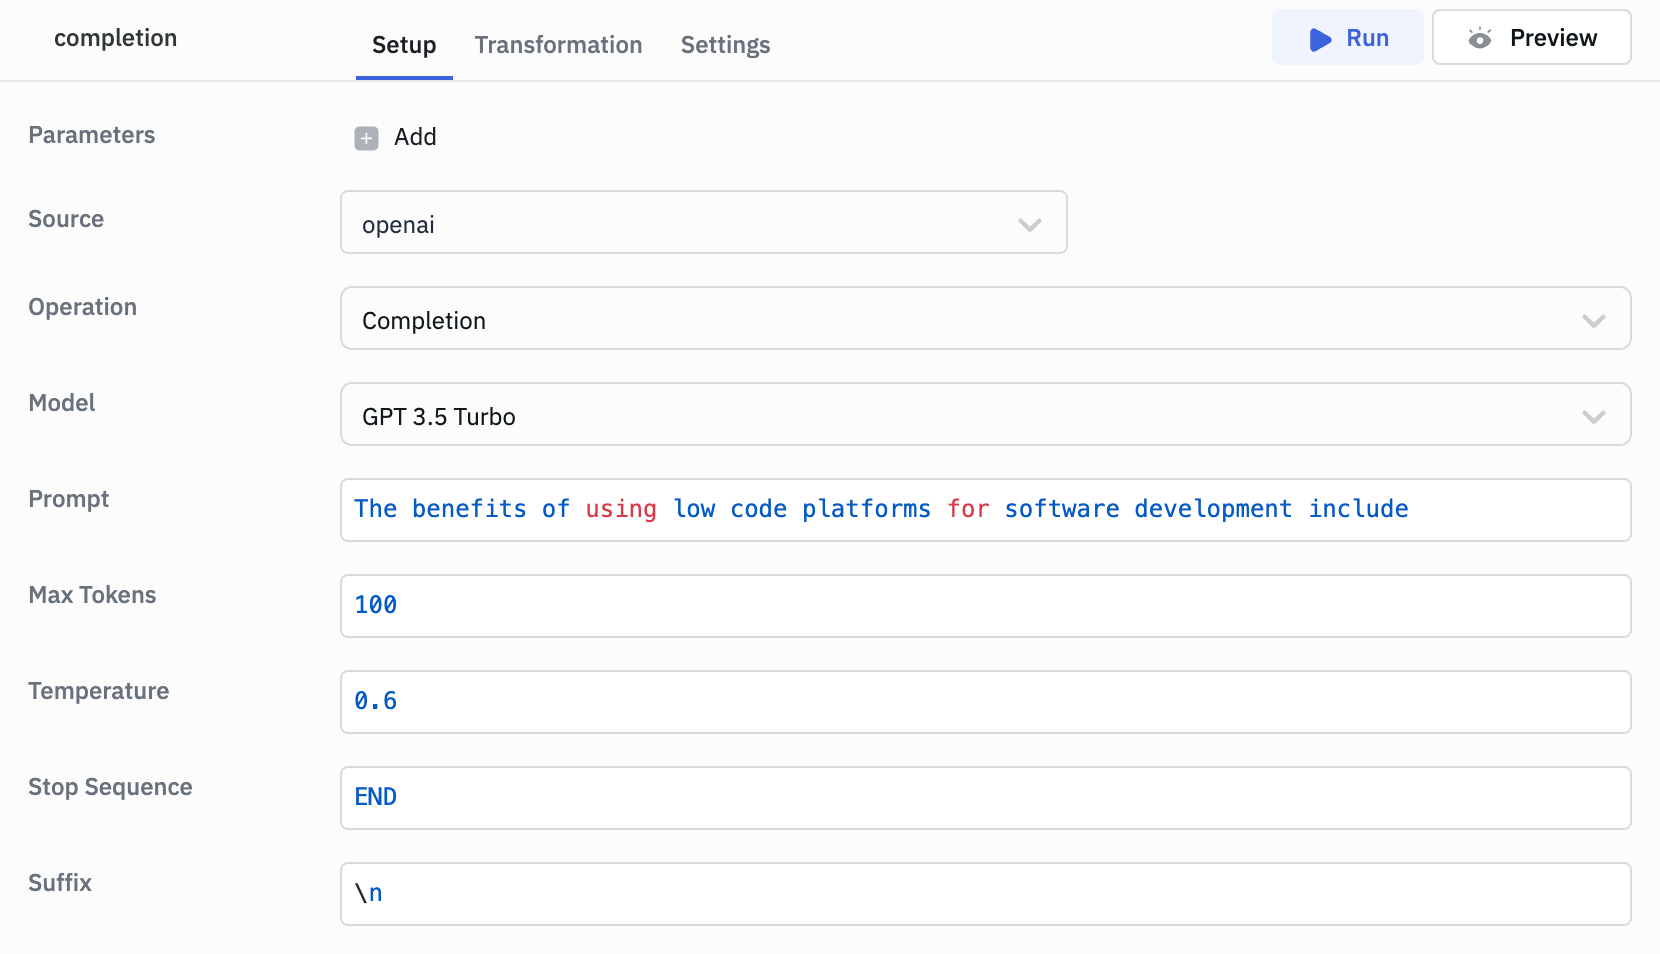 completion
Setup Transformation Settings
Run Preview
Parameters Add
Source openai
Operation Completion
Model GPT 3.5 Turbo
Prompt The benefits of using low code platforms for software development include
Max Tokens 100
Temperature 0.6
Stop Sequence END
Suffix \n